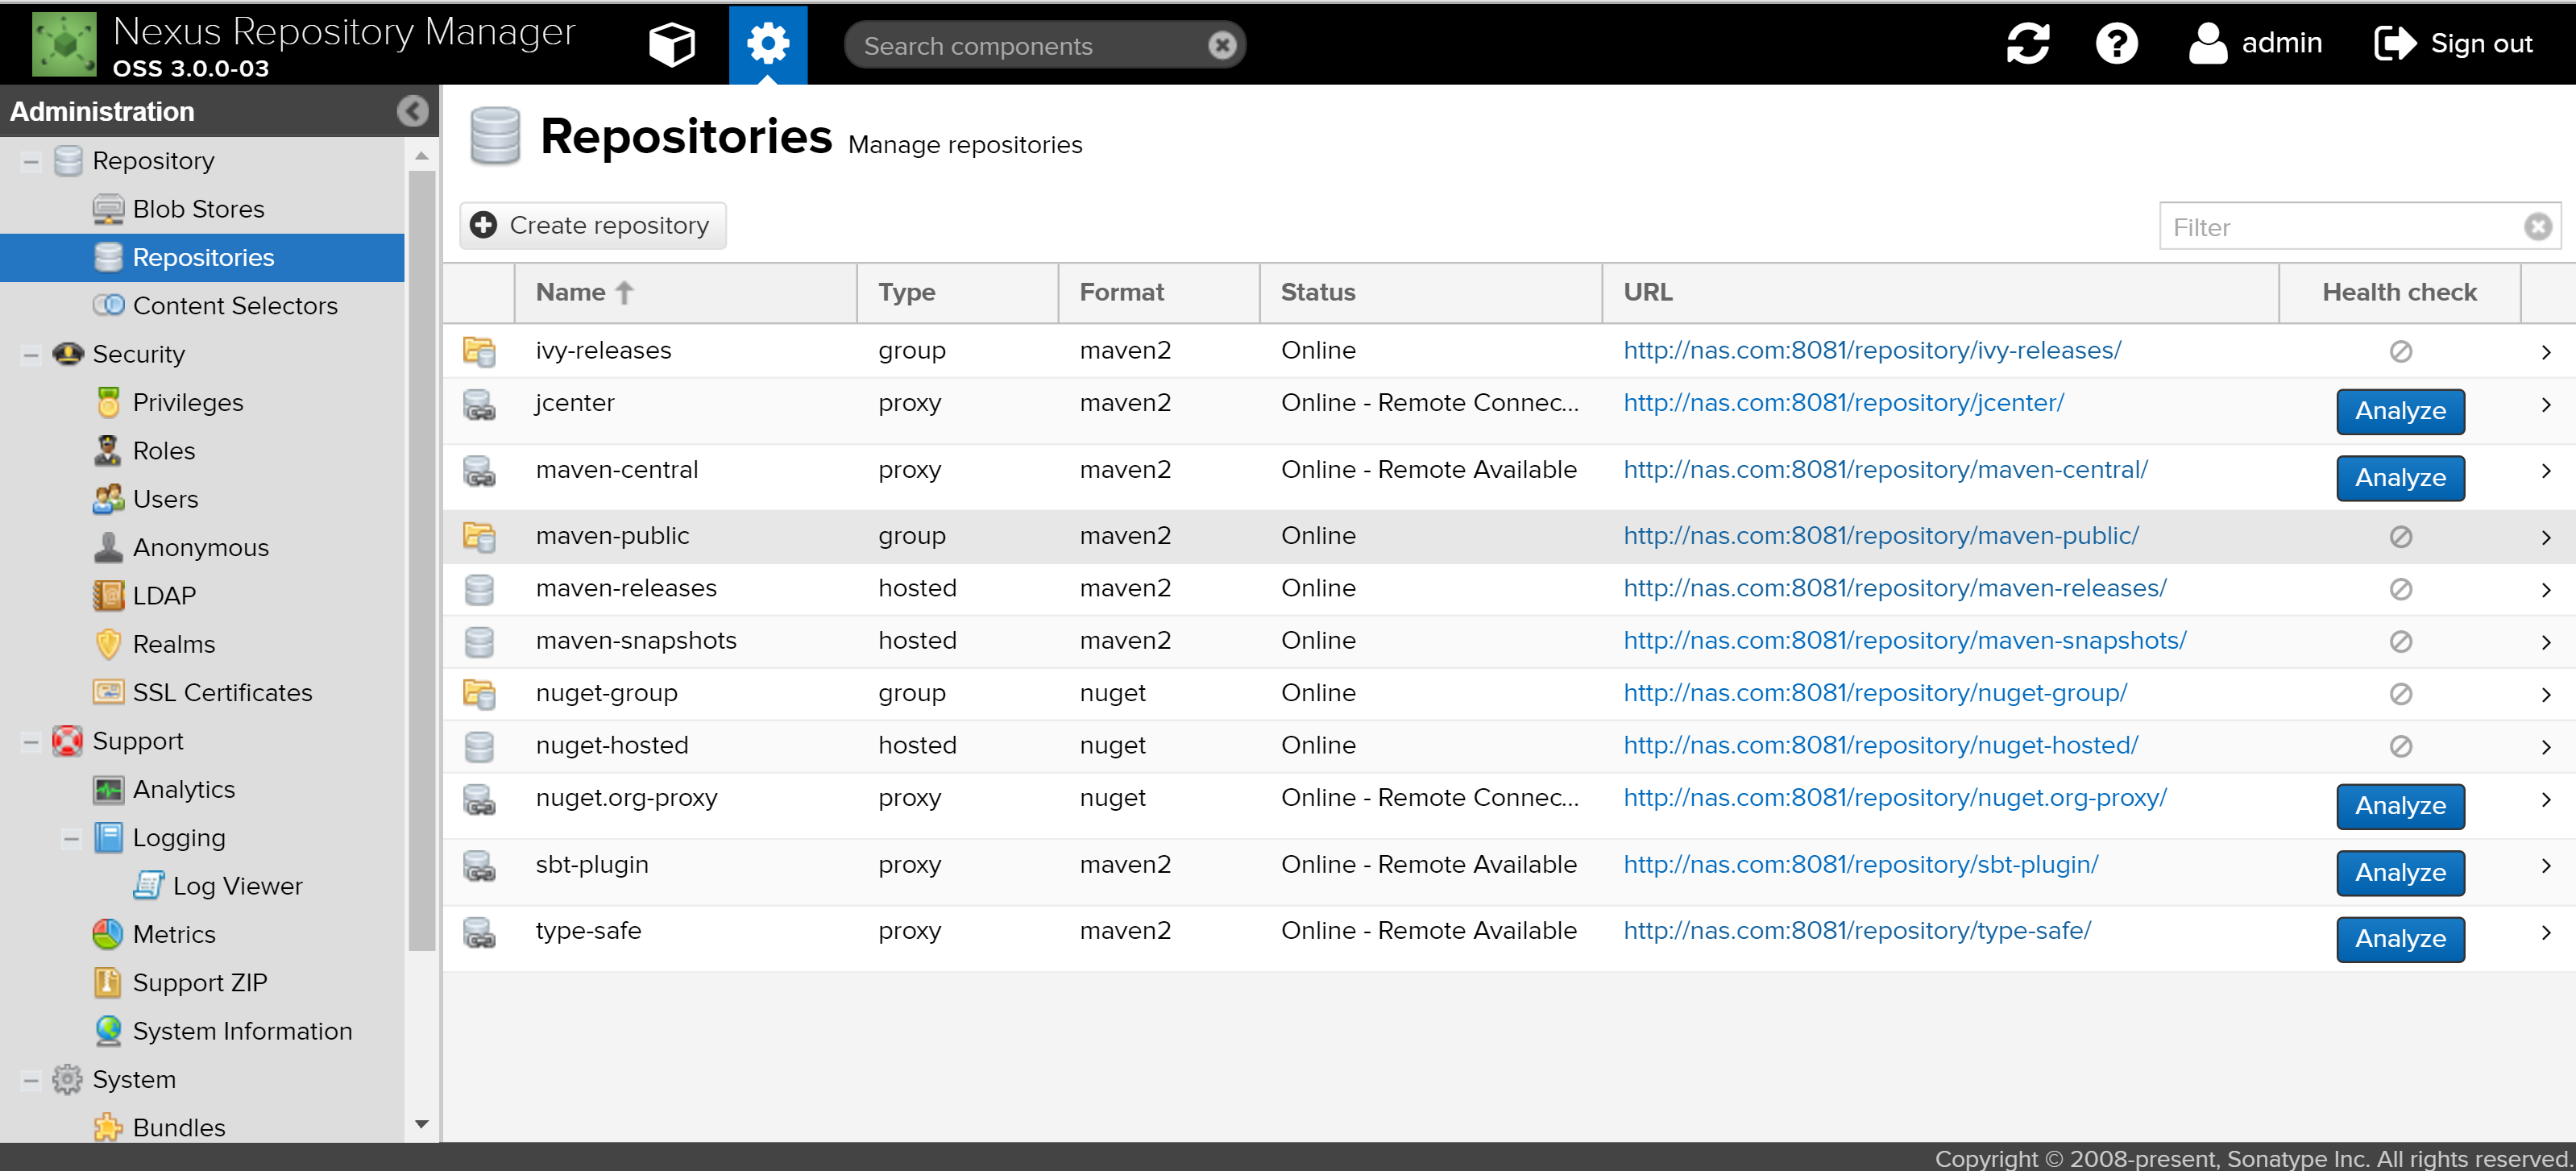 Nexus Repository Manager
OSS 3.0.0-03
Search components
admin
Sign out
Administration
Repository
Blob Stores
Repositories
Content Selectors
Security
Privileges
Roles
Users
Anonymous
LDAP
Realms
SSL Certificates
Support
Analytics
Logging
Log Viewer
Metrics
Support ZIP
System Information
System
Bundles
Repositories Manage repositories
Create repository
Filter
Name Type Format Status URL Health check
ivy-releases group maven2 Online http://nas.com:8081/repository/ivy-releases/
jcenter proxy maven2 Online - Remote Connec... http://nas.com:8081/repository/jcenter/ Analyze
maven-central proxy maven2 Online - Remote Available http://nas.com:8081/repository/maven-central/ Analyze
maven-public group maven2 Online http://nas.com:8081/repository/maven-public/
maven-releases hosted maven2 Online http://nas.com:8081/repository/maven-releases/
maven-snapshots hosted maven2 Online http://nas.com:8081/repository/maven-snapshots/
nuget-group group nuget Online http://nas.com:8081/repository/nuget-group/
nuget-hosted hosted nuget Online http://nas.com:8081/repository/nuget-hosted/
nuget.org-proxy proxy nuget Online - Remote Connec... http://nas.com:8081/repository/nuget.org-proxy/ Analyze
sbt-plugin proxy maven2 Online - Remote Available http://nas.com:8081/repository/sbt-plugin/ Analyze
type-safe proxy maven2 Online - Remote Available http://nas.com:8081/repository/type-safe/ Analyze
Copyright © 2008-present, Sonatype Inc. All rights reserved.